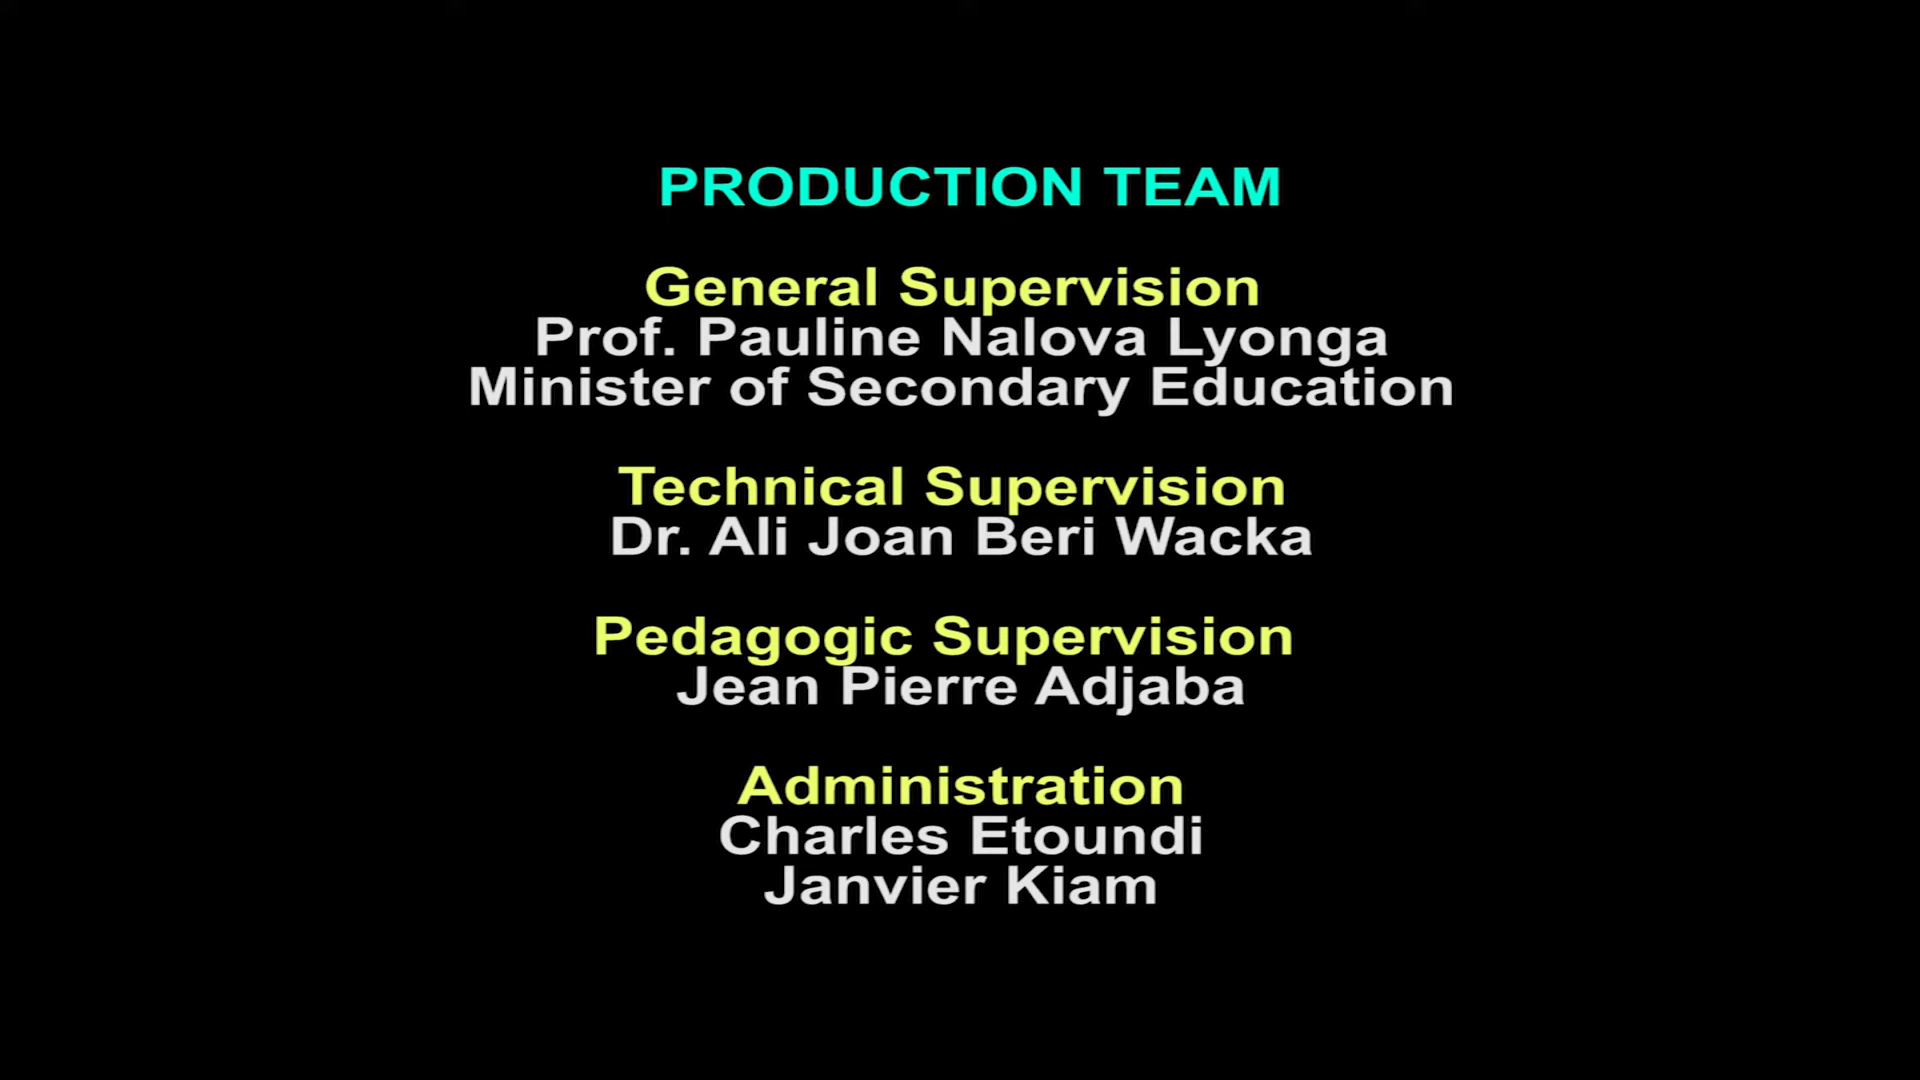 PRODUCTION TEAM
General Supervision
Prof. Pauline Nalova Lyonga
Minister of Secondary Education
Technical Supervision
Dr. Ali Joan Beri Wacka
Pedagogic Supervision
Jean Pierre Adjaba
Administration
Charles Etoundi
Janvier Kiam